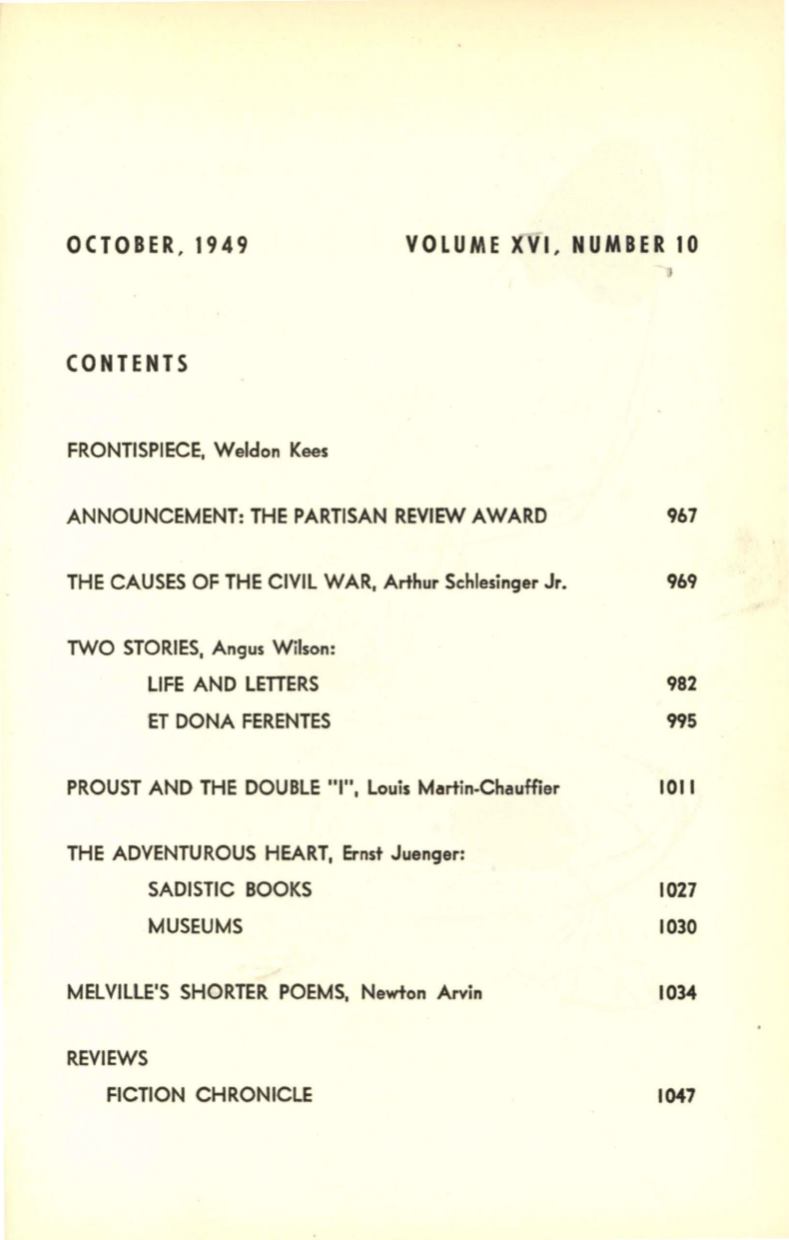 OCTOBER, 1949 VOLUME XVI, NUMBER 10
CONTENTS
FRONTISPIECE, Weldon Kees
ANNOUNCEMENT: THE PARTISAN REVIEW AWARD 967
THE CAUSES OF THE CIVIL WAR, Arthur Schlesinger Jr. 969
TWO STORIES, Angus Wilson:
LIFE AND LETTERS 982
ET DONA FERENTES 995
PROUST AND THE DOUBLE "I", Louis Martin-Chauffier 1011
THE ADVENTUROUS HEART, Ernst Juenger:
SADISTIC BOOKS 1027
MUSEUMS 1030
MELVILLE'S SHORTER POEMS, Newton Arvin 1034
REVIEWS
FICTION CHRONICLE 1047